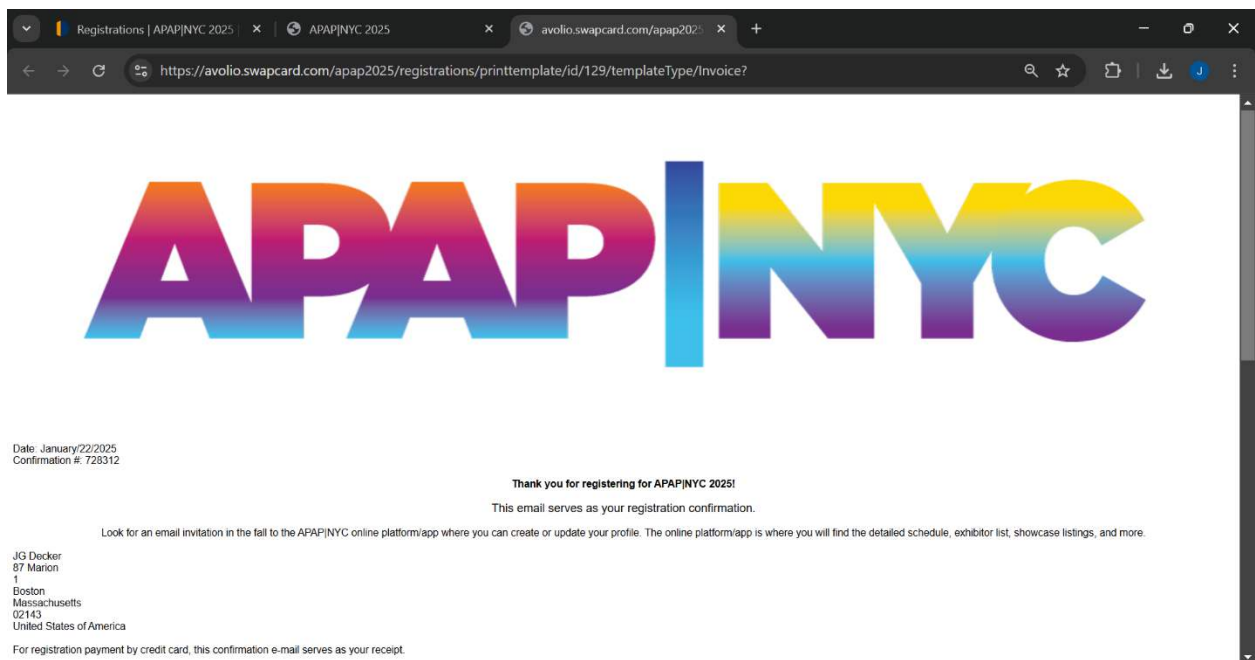 Registrations | APAP|NYC 2025 |
APAP|NYC 2025
avolio.swapcard.com/apap2025
https://avolio.swapcard.com/apap2025/registrations/printtemplate/id/129/templateType/Invoice?
J
APAP|NYC
Date: January/22/2025
Confirmation #: 728312
Thank you for registering for APAP|NYC 2025!
This email serves as your registration confirmation.
Look for an email invitation in the fall to the APAP|NYC online platform/app where you can create or update your profile. The online platform/app is where you will find the detailed schedule, exhibitor list, showcase listings, and more.
JG Decker
87 Marion
1
Boston
Massachusetts
02143
United States of America
For registration payment by credit card, this confirmation e-mail serves as your receipt.